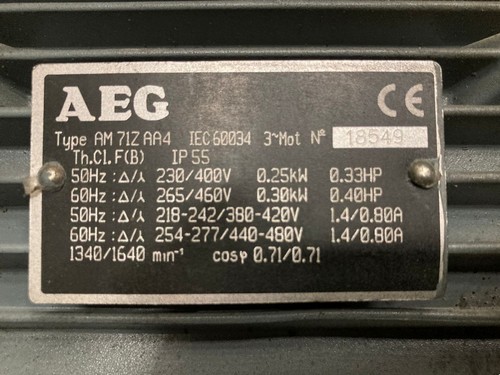 AEG CE
Type AM 71Z AA4 IEC60034 3~Mot Nº 18549
Th.Cl.F(B) IP55
50Hz:Δ/⅄ 230/400V 0.25kW 0.33HP
60Hz:Δ/⅄ 265/460V 0.30kW 0.40HP
50Hz:Δ/⅄ 218-242/380-420V 1.4/0.80A
60Hz:Δ/⅄ 254-277/440-480V 1.4/0.80A
1340/1640 min⁻¹ cosφ 0.71/0.71